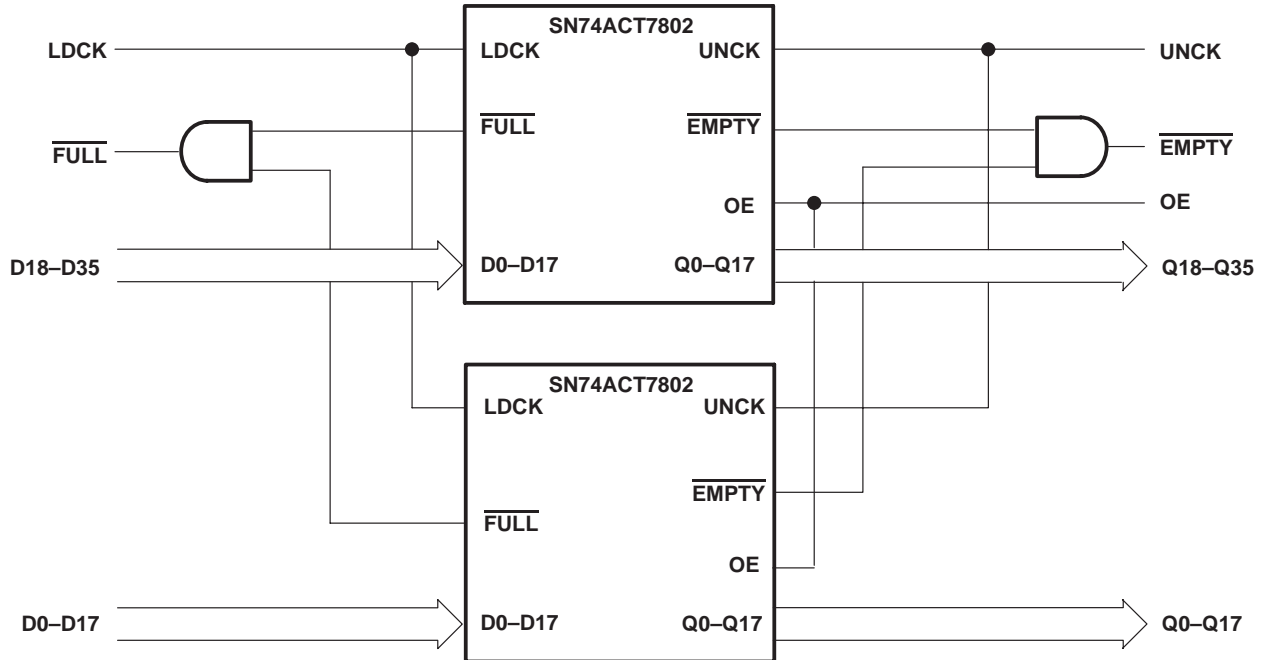 SN74ACT7802
LDCK
LDCK
UNCK
UNCK
FULL
FULL
EMPTY
EMPTY
OE
OE
D18–D35
D0–D17
Q0–Q17
Q18–Q35
SN74ACT7802
LDCK
UNCK
EMPTY
FULL
OE
D0–D17
D0–D17
Q0–Q17
Q0–Q17